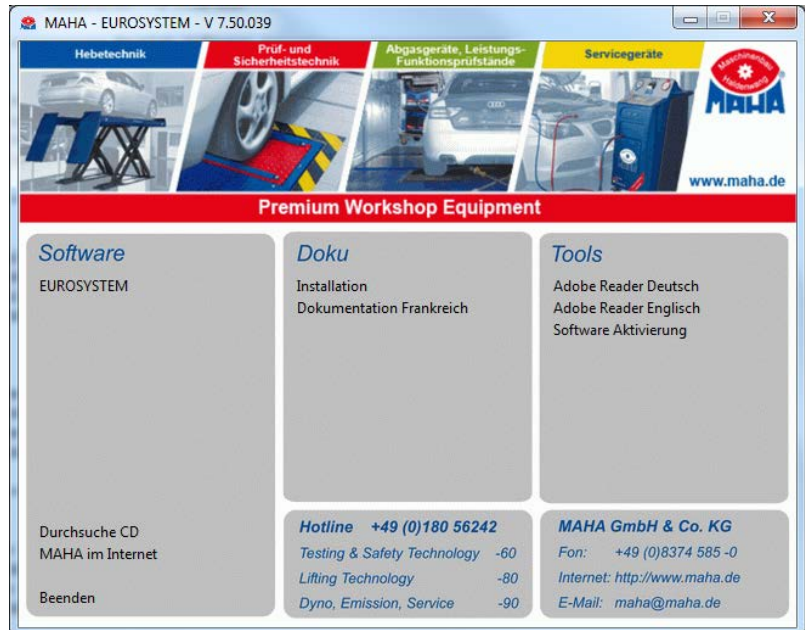 MAHA - EUROSYSTEM - V 7.50.039
Hebetechnik
Prüf- und
Sicherheitstechnik
Abgasgeräte, Leistungs-
Funktionsprüfstände
Servicegeräte
Maschinenbau
Haldenwang
MAHA
www.maha.de
Premium Workshop Equipment
Software
EUROSYSTEM
Durchsuche CD
MAHA im Internet
Beenden
Doku
Installation
Dokumentation Frankreich
Tools
Adobe Reader Deutsch
Adobe Reader Englisch
Software Aktivierung
Hotline +49 (0)180 56242
Testing & Safety Technology -60
Lifting Technology -80
Dyno, Emission, Service -90
MAHA GmbH & Co. KG
Fon: +49 (0)8374 585 -0
Internet: http://www.maha.de
E-Mail: maha@maha.de